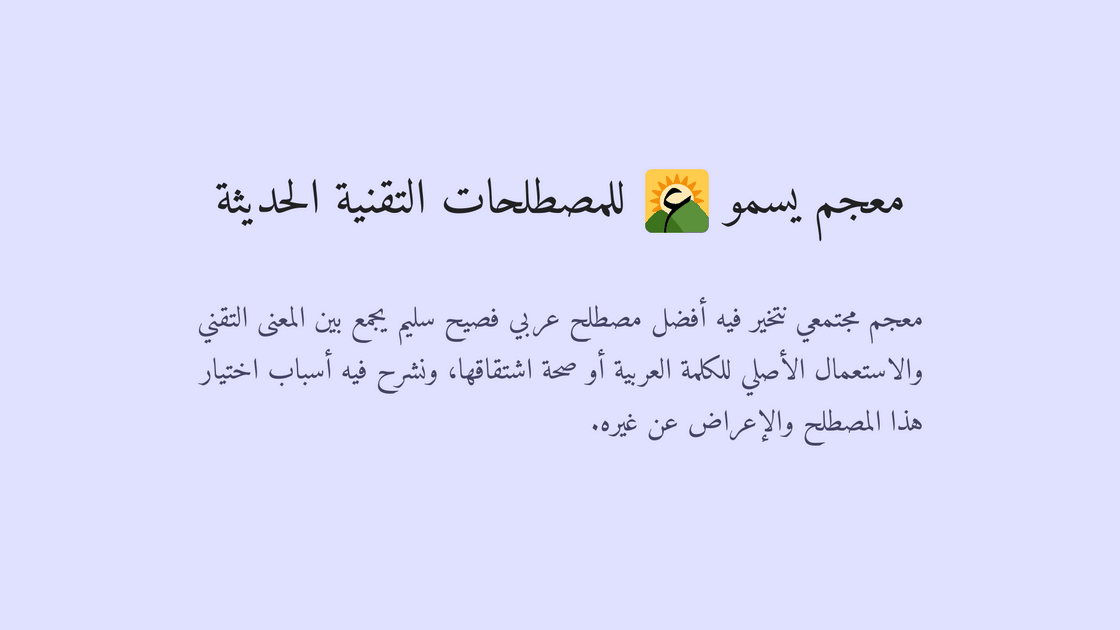 معجم يسمو ع للمصطلحات التقنية الحديثة
معجم مجتمعي نتخير فيه أفضل مصطلح عربي فصيح سليم يجمع بين المعنى التقني
والاستعمال الأصلي للكلمة العربية أو صحة اشتقاقها، ونشرح فيه أسباب اختيار
هذا المصطلح والإعراض عن غيره.